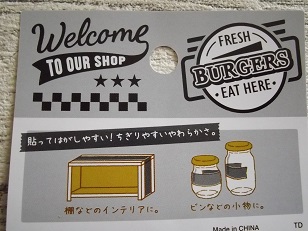 Welcome
TO OUR SHOP
FRESH
BURGERS
EAT HERE
貼ってはがしやすい!ちぎりやすいやわらかさ。
棚などのインテリアに。
ビンなどの小物に。
Made in CHINA
TD